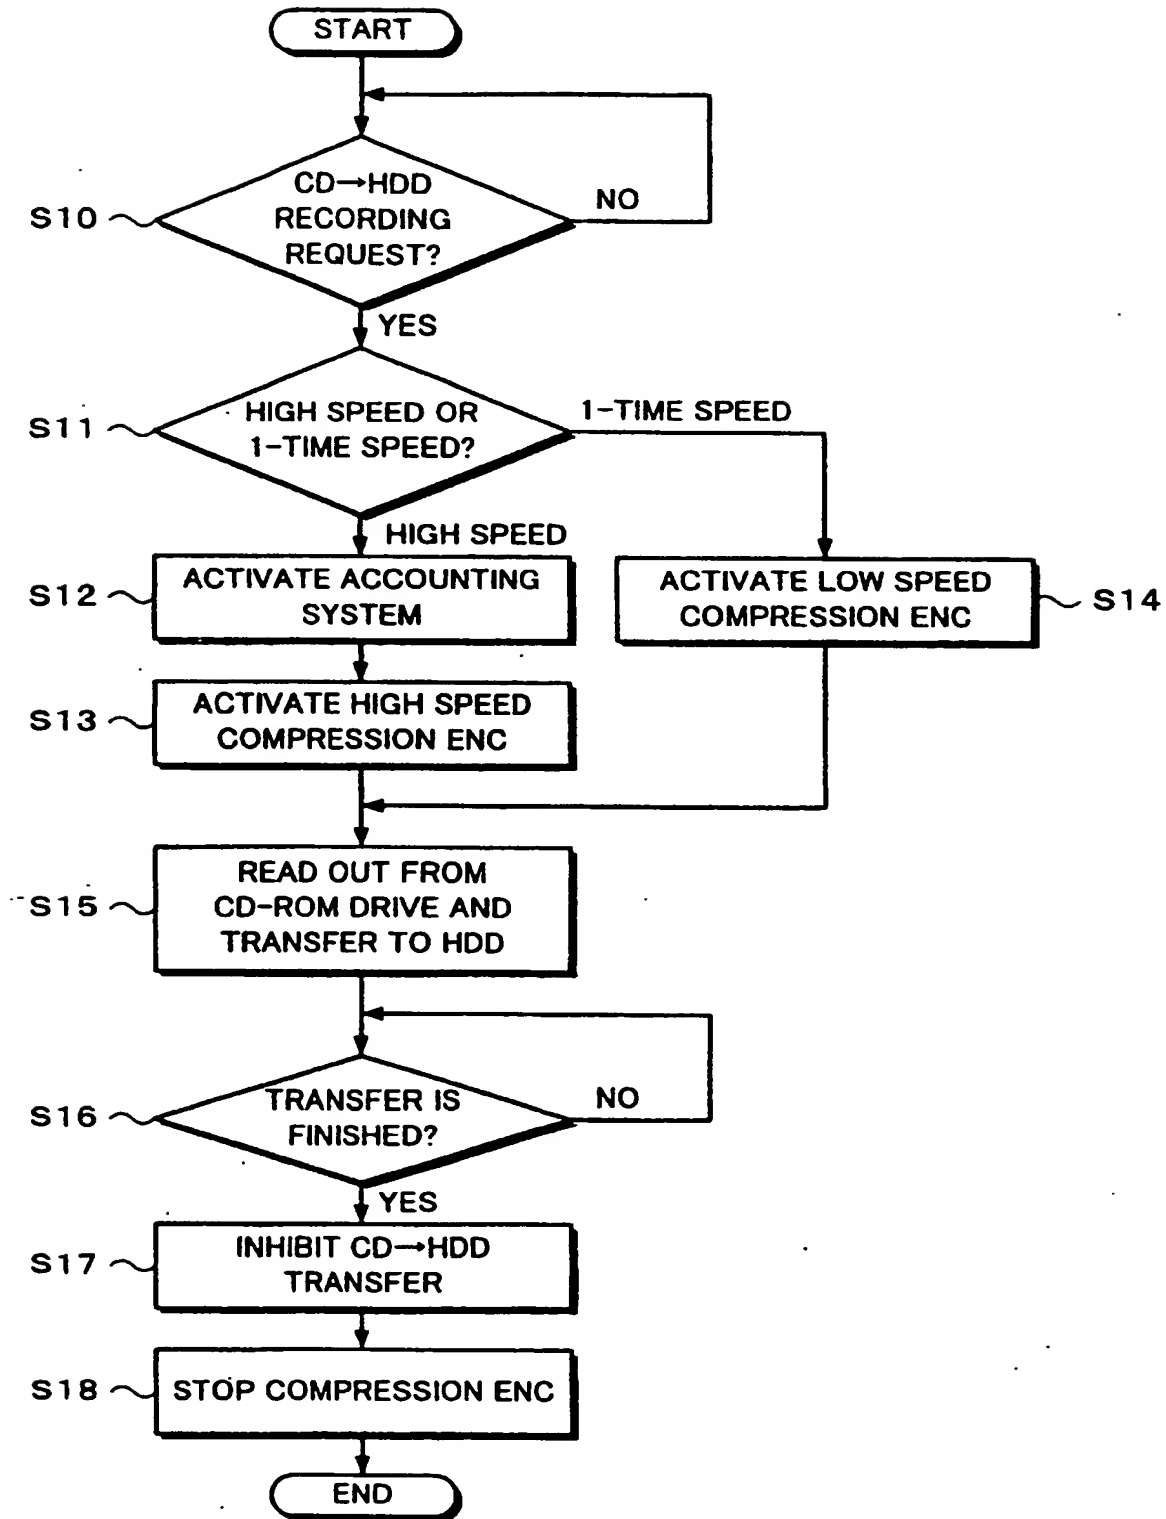 START
CD→HDD
RECORDING
REQUEST?
S10
NO
YES
HIGH SPEED OR
1-TIME SPEED?
S11
1-TIME SPEED
HIGH SPEED
ACTIVATE ACCOUNTING
SYSTEM
S12
ACTIVATE LOW SPEED
COMPRESSION ENC
S14
ACTIVATE HIGH SPEED
COMPRESSION ENC
S13
READ OUT FROM
CD-ROM DRIVE AND
TRANSFER TO HDD
S15
TRANSFER IS
FINISHED?
S16
NO
YES
INHIBIT CD→HDD
TRANSFER
S17
S18
STOP COMPRESSION ENC
END